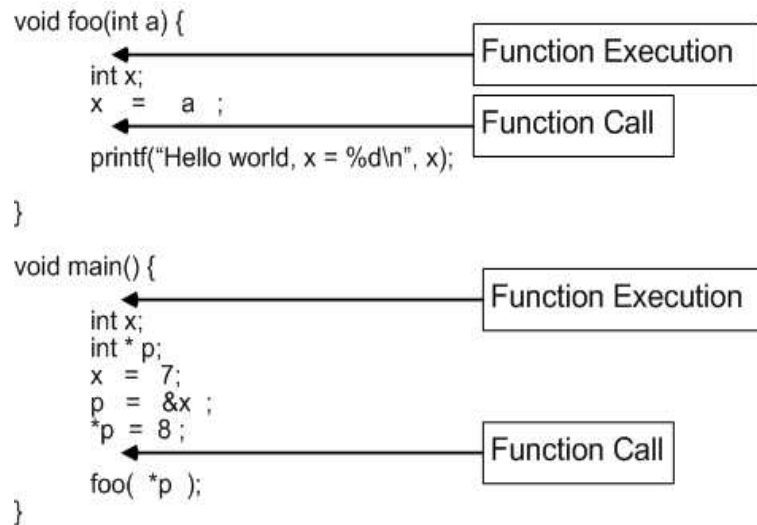 void foo(int a) {
Function Execution
int x;
x = a ;
Function Call
printf(“Hello world, x = %d\n”, x);
}
void main() {
Function Execution
int x;
int * p;
x = 7;
p = &x ;
*p = 8 ;
Function Call
foo( *p );
}